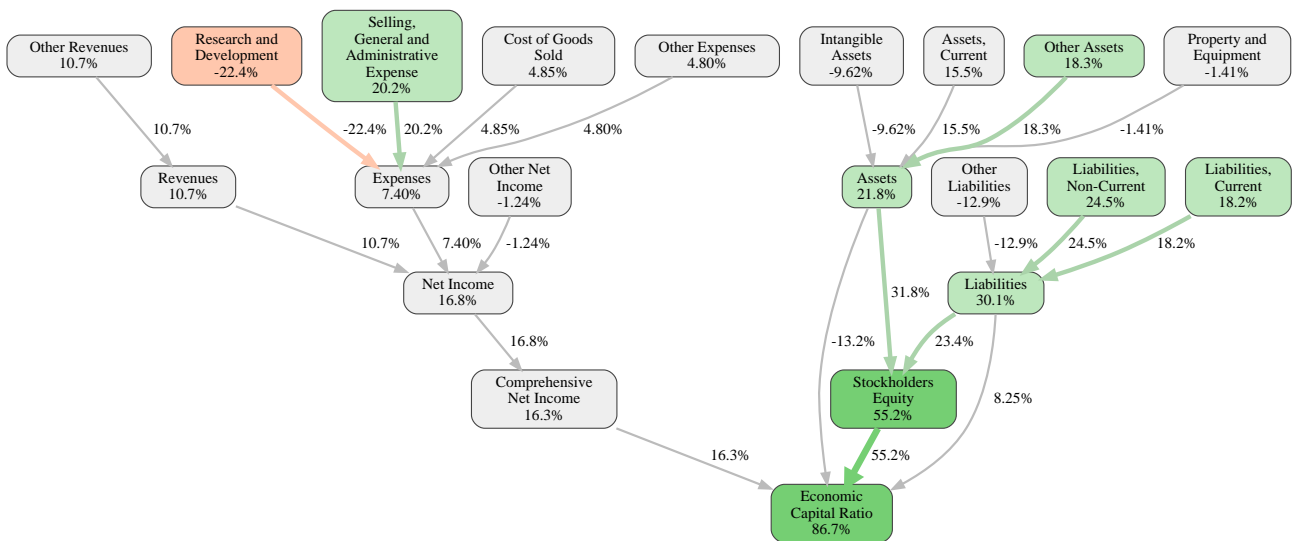 Other Revenues
10.7%
Research and
Development
-22.4%
Selling,
General and
Administrative
Expense
20.2%
Cost of Goods
Sold
4.85%
Other Expenses
4.80%
Intangible
Assets
-9.62%
Assets,
Current
15.5%
Other Assets
18.3%
Property and
Equipment
-1.41%
10.7%
-22.4%
20.2%
4.85%
4.80%
-9.62%
15.5%
18.3%
-1.41%
Revenues
10.7%
Expenses
7.40%
Other Net
Income
-1.24%
Assets
21.8%
Other
Liabilities
-12.9%
Liabilities,
Non-Current
24.5%
Liabilities,
Current
18.2%
10.7%
7.40%
-1.24%
-12.9%
24.5%
18.2%
Net Income
16.8%
31.8%
Liabilities
30.1%
16.8%
-13.2%
23.4%
Comprehensive
Net Income
16.3%
Stockholders
Equity
55.2%
8.25%
16.3%
55.2%
Economic
Capital Ratio
86.7%